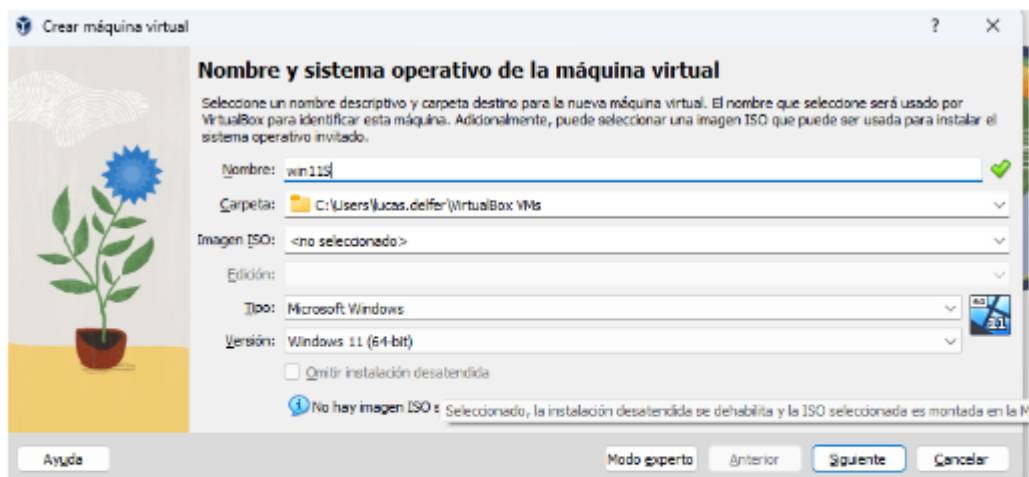 Crear máquina virtual
Nombre y sistema operativo de la máquina virtual
Seleccione un nombre descriptivo y carpeta destino para la nueva máquina virtual. El nombre que seleccione será usado por
VirtualBox para identificar esta máquina. Adicionalmente, puede seleccionar una imagen ISO que puede ser usada para instalar el
sistema operativo invitado.
Nombre: win11S
Carpeta: C:\Users\lucas.delfer\VirtualBox VMs
Imagen ISO: <no seleccionado>
Edición:
Tipo: Microsoft Windows
Versión: Windows 11 (64-bit)
Omitir instalación desatendida
No hay imagen ISO s
Seleccionado, la instalación desatendida se dehabilita y la ISO seleccionada es montada en la M
Ayuda Modo experto Anterior Siguiente Cancelar